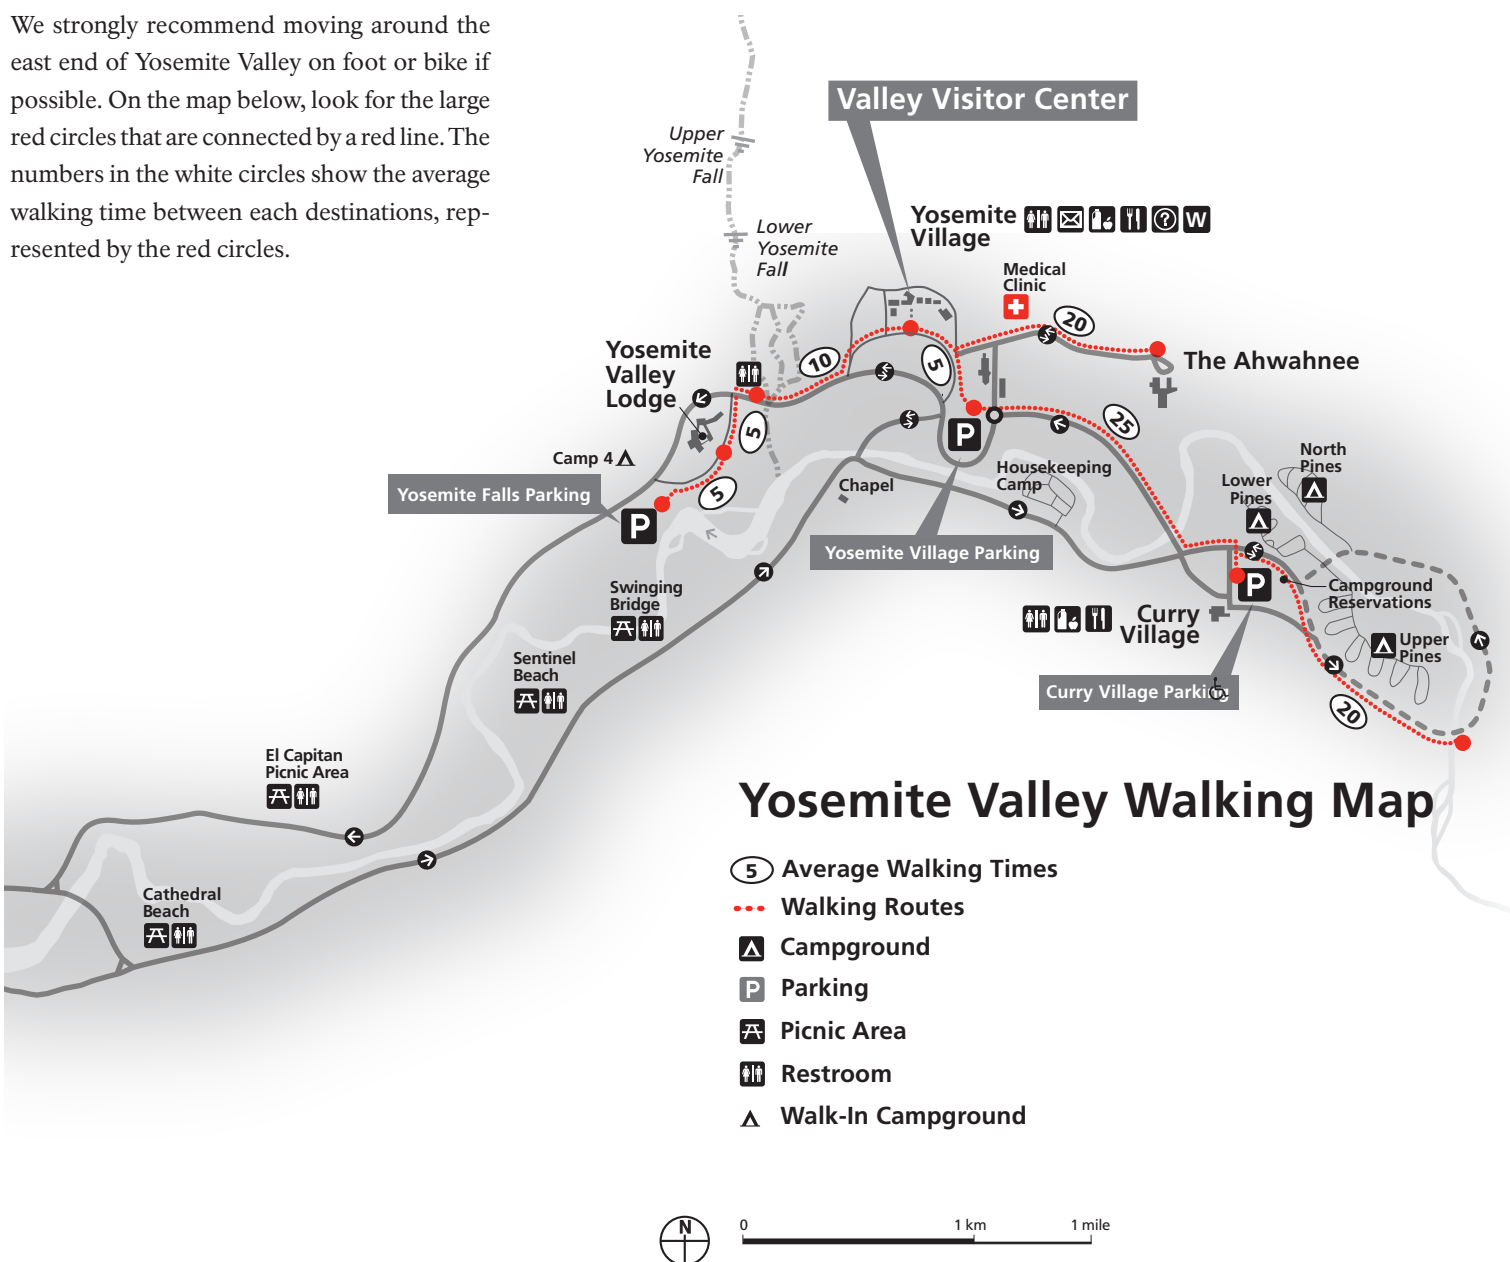 We strongly recommend moving around the
east end of Yosemite Valley on foot or bike if
possible. On the map below, look for the large
red circles that are connected by a red line. The
numbers in the white circles show the average
walking time between each destinations, rep-
resented by the red circles.
Valley Visitor Center
Upper
Yosemite
Fall
Lower
Yosemite
Fall
Yosemite
Village
?
W
Medical
Clinic
20
The Ahwahnee
Yosemite
Valley
Lodge
10
5
5
P
25
Camp 4
Yosemite Falls Parking
5
P
Chapel
Housekeeping
Camp
North
Pines
Lower
Pines
Yosemite Village Parking
Swinging
Bridge
P
Campground
Reservations
Curry
Village
Upper
Pines
Sentinel
Beach
Curry Village Parking
20
El Capitan
Picnic Area
Cathedral
Beach
Yosemite Valley Walking Map
5 Average Walking Times
Walking Routes
Campground
P Parking
Picnic Area
Restroom
Walk-In Campground
N
0 1 km 1 mile